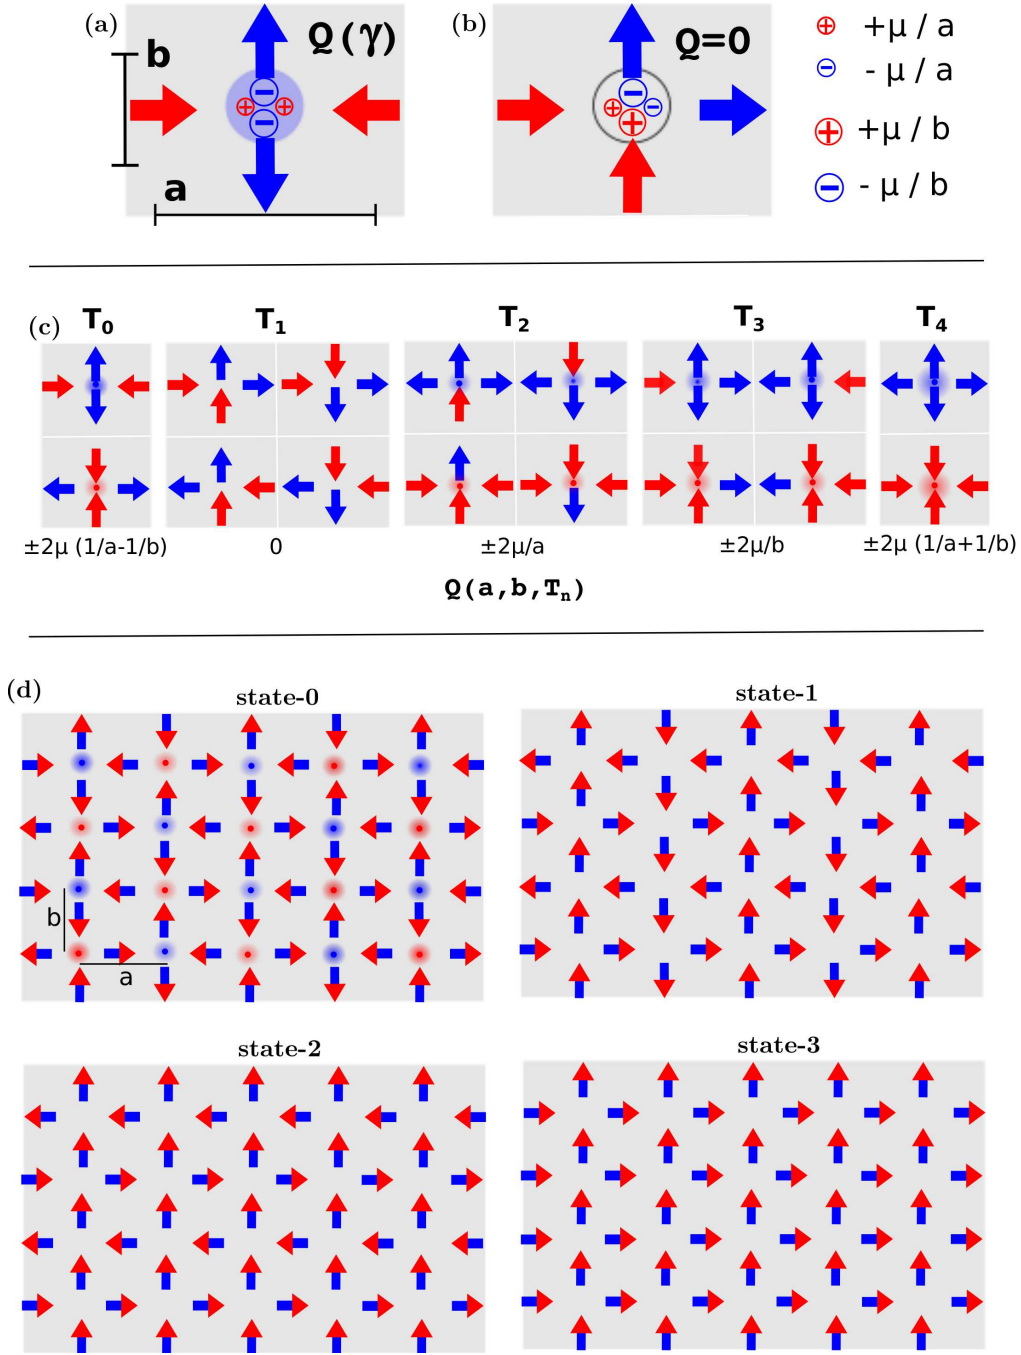 (a)
b
Q(γ)
a
(b)
Q=0
+μ / a
- μ / a
+μ / b
- μ / b
(c)
T0 T1 T2 T3 T4
±2μ (1/a-1/b) 0 ±2μ/a ±2μ/b ±2μ (1/a+1/b)
Q(a,b,Tn)
(d)
state-0 state-1
b
a
state-2 state-3